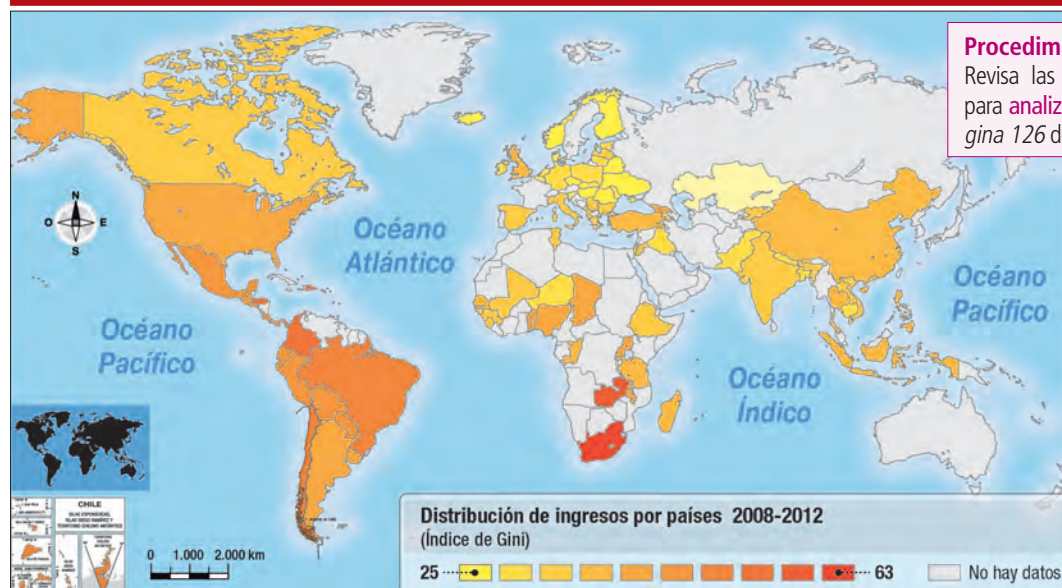 Procedim
Revisa las
para analiz
gina 126 d
N
O E
S
Océano
Atlántico
Océano
Pacífico
Océano
Pacífico
Océano
Índico
CHILE
0 1.000 2.000 km
Distribución de ingresos por países 2008-2012
(Índice de Gini)
25 63 No hay datos